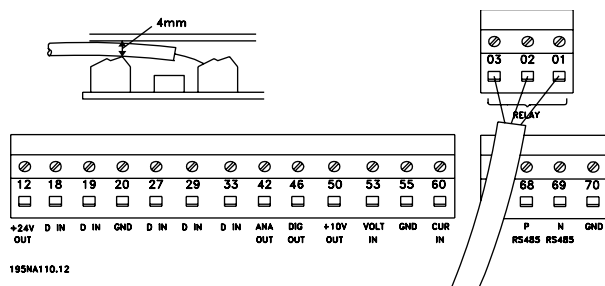 4mm
03 02 01
RELAY
12 18 19 20 27 29 33 42 46 50 53 55 60 68 69 70
+24V OUT D IN D IN GND D IN D IN D IN ANA OUT DIG OUT +10V OUT VOLT IN GND CUR IN P RS485 N RS485 GND
195NA110.12